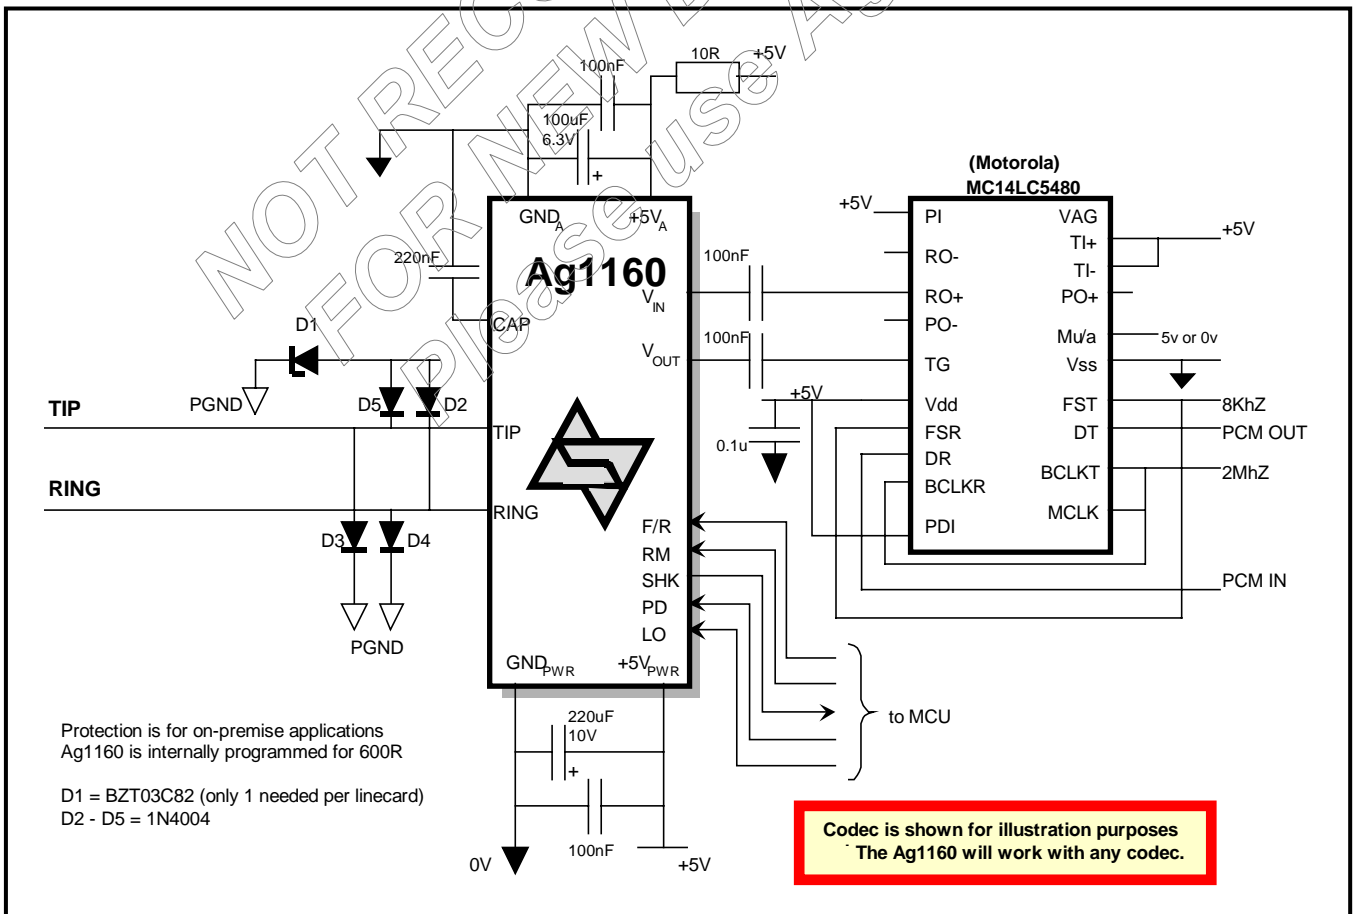 NOT RECO
FOR NEW D
Please use Ag
100nF
10R
+5V
100uF
6.3V
+
220nF
GNDA
+5VA
Ag1160
VIN
VOUT
CAP
TIP
RING
F/R
RM
SHK
PD
LO
GNDPWR
+5VPWR
D1
PGND
D5
D2
TIP
RING
D3
D4
PGND
100nF
100nF
+5V
0.1u
(Motorola)
MC14LC5480
+5V
PI
RO-
RO+
PO-
TG
Vdd
FSR
DR
BCLKR
PDI
VAG
TI+
TI-
PO+
Mu/a
Vss
FST
DT
BCLKT
MCLK
+5V
5v or 0v
8KhZ
PCM OUT
2MhZ
PCM IN
to MCU
220uF
10V
+
100nF
0V
+5V
Protection is for on-premise applications
Ag1160 is internally programmed for 600R
D1 = BZT03C82 (only 1 needed per linecard)
D2 - D5 = 1N4004
Codec is shown for illustration purposes
The Ag1160 will work with any codec.